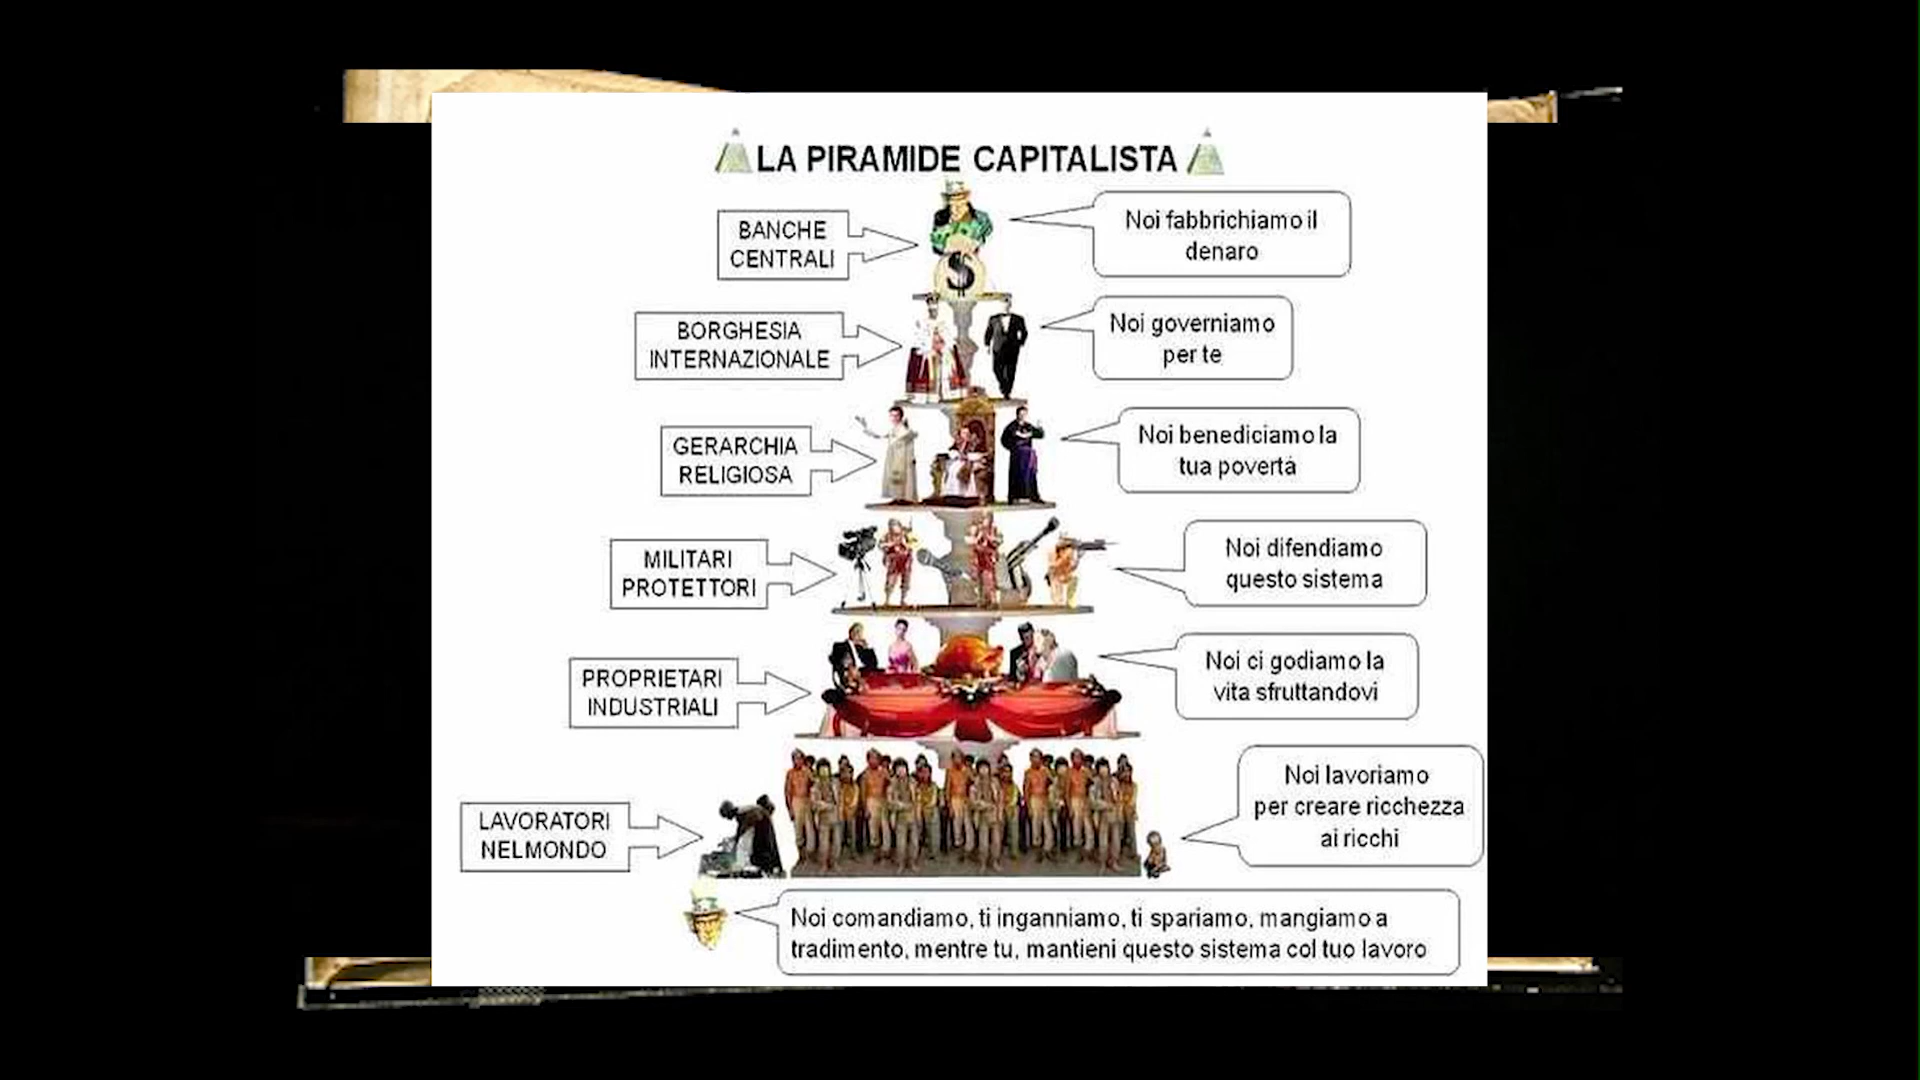 LA PIRAMIDE CAPITALISTA
BANCHE
CENTRALI
Noi fabbrichiamo il
denaro
$
BORGHESIA
INTERNAZIONALE
Noi governiamo
per te
GERARCHIA
RELIGIOSA
Noi benediciamo la
tua povertà
MILITARI
PROTETTORI
Noi difendiamo
questo sistema
PROPRIETARI
INDUSTRIALI
Noi ci godiamo la
vita sfruttandovi
LAVORATORI
NELMONDO
Noi lavoriamo
per creare ricchezza
ai ricchi
Noi comandiamo, ti inganniamo, ti spariamo, mangiamo a
tradimento, mentre tu, mantieni questo sistema col tuo lavoro